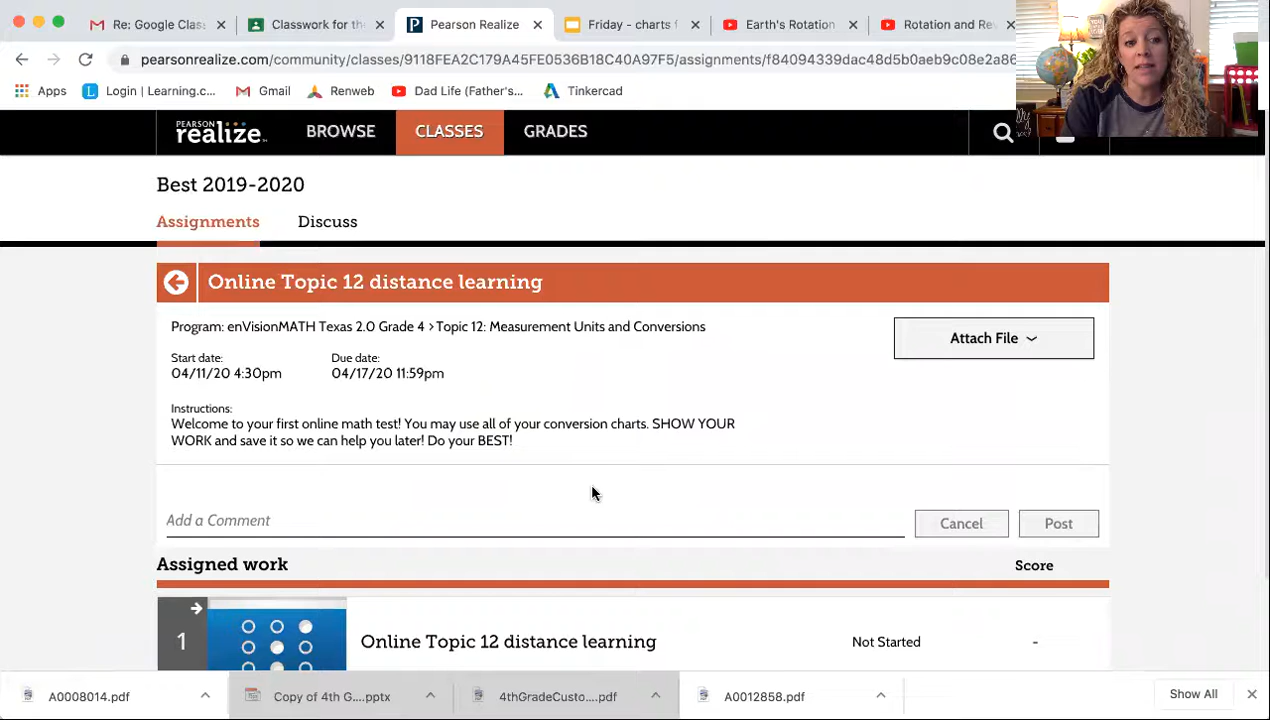 Re: Google Clas
Classwork for th
Pearson Realize
Friday - charts f
Earth's Rotation
Rotation and Re
pearsonrealize.com/community/classes/9118FEA2C179A45FE0536B18C40A97F5/assignments/f84094339dac48d5b0aeb9c08e2a86
Apps
Login | Learning.c...
Gmail
Renweb
Dad Life (Father's...
Tinkercad
PEARSON
realize
BROWSE
CLASSES
GRADES
Best 2019-2020
Assignments
Discuss
Online Topic 12 distance learning
Program: enVisionMATH Texas 2.0 Grade 4 > Topic 12: Measurement Units and Conversions
Attach File
Start date:
Due date:
04/11/20 4:30pm
04/17/20 11:59pm
Instructions:
Welcome to your first online math test! You may use all of your conversion charts. SHOW YOUR
WORK and save it so we can help you later! Do your BEST!
Add a Comment
Cancel
Post
Assigned work
Score
1
Online Topic 12 distance learning
Not Started
-
A0008014.pdf
Copy of 4th G....pptx
4thGradeCusto....pdf
A0012858.pdf
Show All